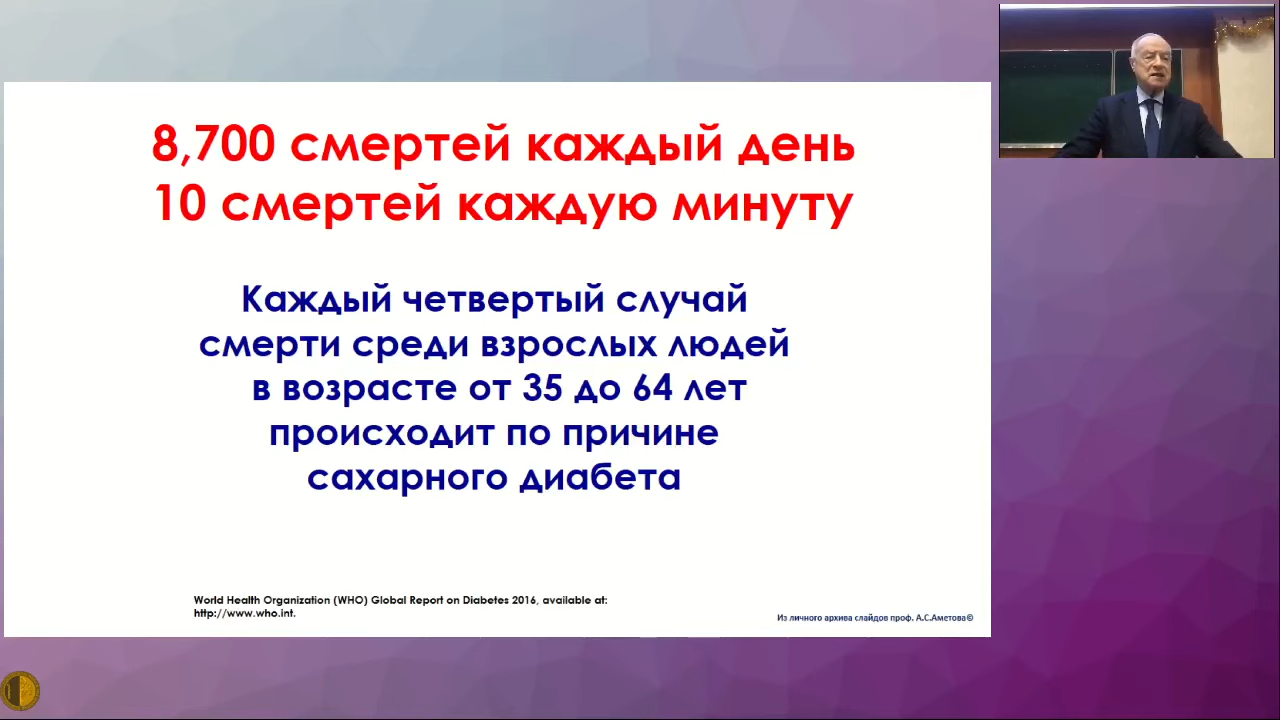 8,700 смертей каждый день
10 смертей каждую минуту
Каждый четвертый случай
смерти среди взрослых людей
в возрасте от 35 до 64 лет
происходит по причине
сахарного диабета
World Health Organization (WHO) Global Report on Diabetes 2016, available at:
http://www.who.int.
Из личного архива слайдов проф. А.С.Аметова©